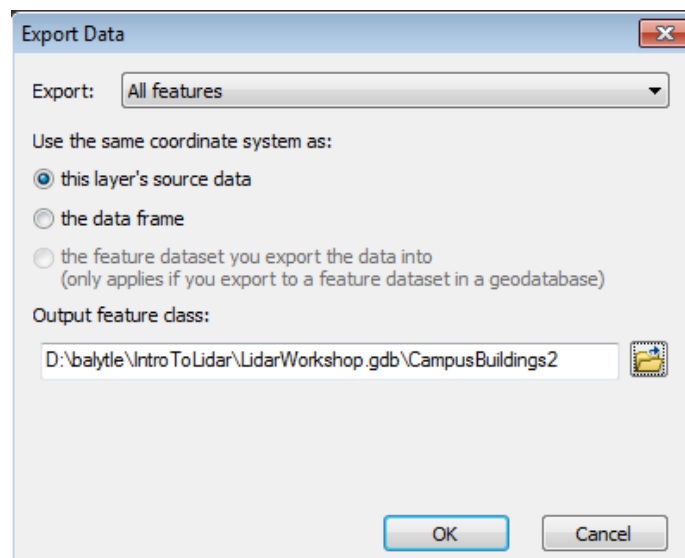 Export Data
Export: All features
Use the same coordinate system as:
this layer's source data
the data frame
the feature dataset you export the data into
(only applies if you export to a feature dataset in a geodatabase)
Output feature class:
D:\balytle\IntroToLidar\LidarWorkshop.gdb\CampusBuildings2
OK Cancel